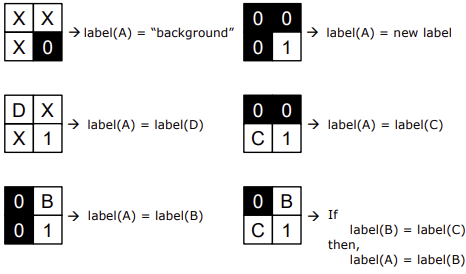 X X
X 0
→ label(A) = “background”
0 0
0 1
→ label(A) = new label
D X
X 1
→ label(A) = label(D)
0 0
C 1
→ label(A) = label(C)
0 B
0 1
→ label(A) = label(B)
0 B
C 1
→ If
label(B) = label(C)
then,
label(A) = label(B)